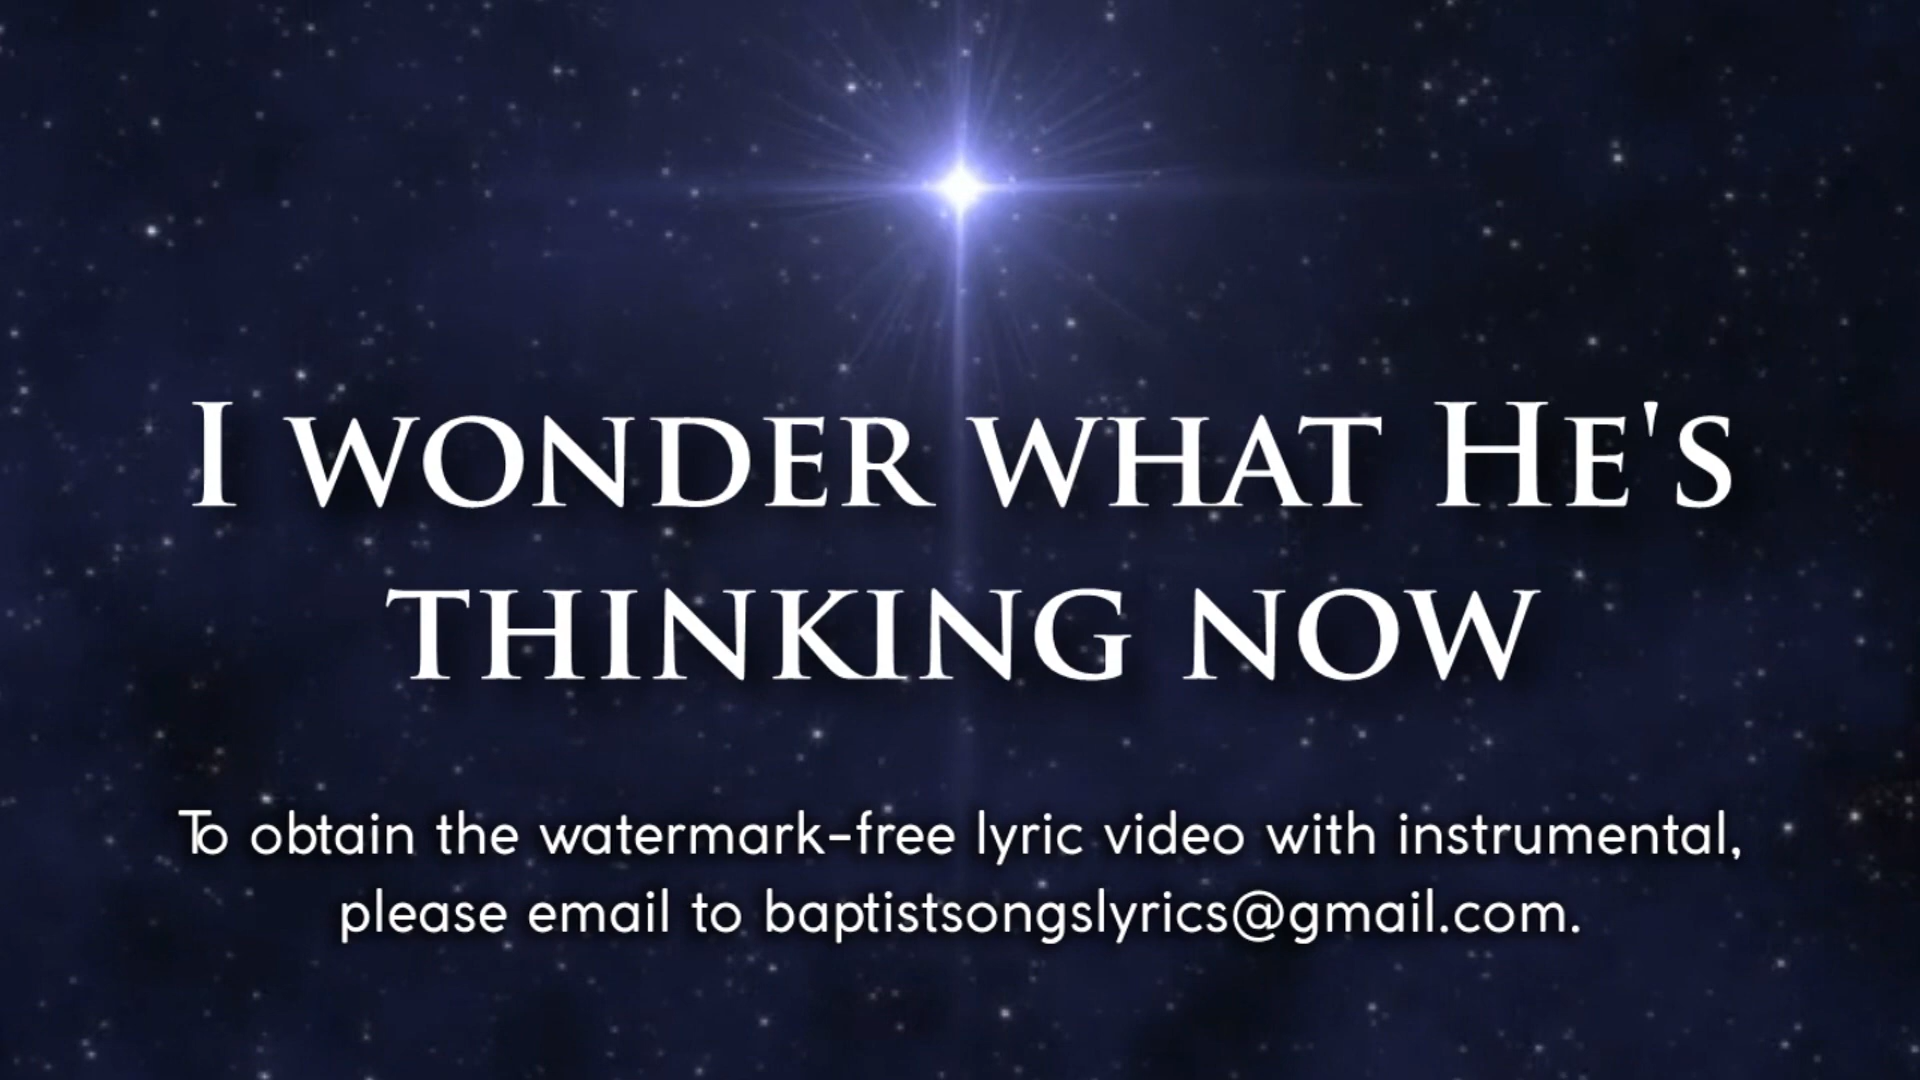 I WONDER WHAT HE'S
THINKING NOW
To obtain the watermark-free lyric video with instrumental,
please email to baptistsongslyrics@gmail.com.